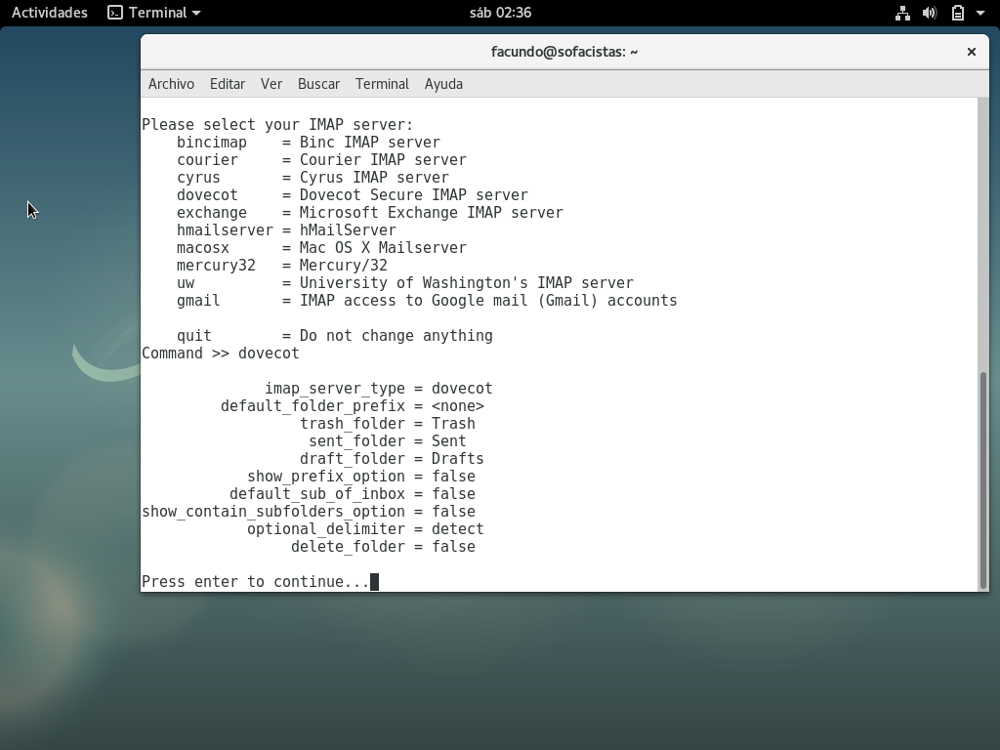 Actividades Terminal sáb 02:36
facundo@sofacistas: ~
Archivo Editar Ver Buscar Terminal Ayuda
Please select your IMAP server:
    bincimap    = Binc IMAP server
    courier     = Courier IMAP server
    cyrus       = Cyrus IMAP server
    dovecot     = Dovecot Secure IMAP server
    exchange    = Microsoft Exchange IMAP server
    hmailserver = hMailServer
    macosx      = Mac OS X Mailserver
    mercury32   = Mercury/32
    uw          = University of Washington's IMAP server
    gmail       = IMAP access to Google mail (Gmail) accounts
    quit        = Do not change anything
Command >> dovecot
              imap_server_type = dovecot
         default_folder_prefix = <none>
                  trash_folder = Trash
                   sent_folder = Sent
                  draft_folder = Drafts
            show_prefix_option = false
          default_sub_of_inbox = false
show_contain_subfolders_option = false
            optional_delimiter = detect
                 delete_folder = false
Press enter to continue...